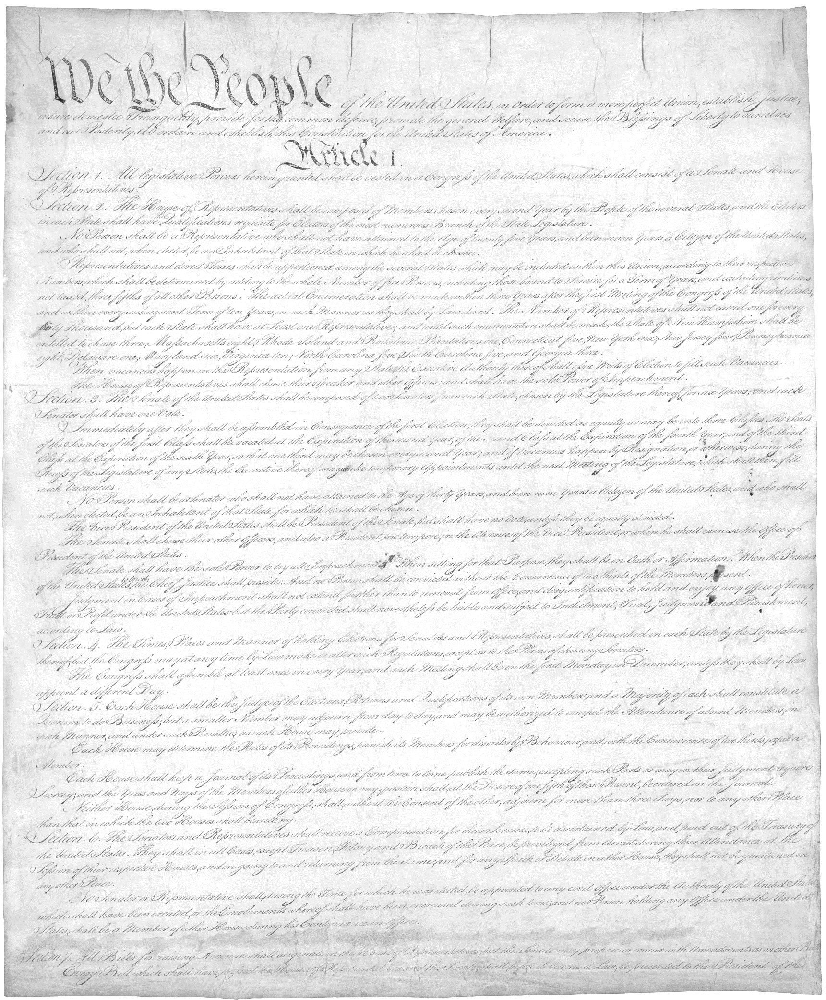 We the People of the United States, in Order to form a more perfect Union, establish Justice,
insure domestic Tranquility, provide for the common defence, promote the general Welfare, and secure the Blessings of Liberty to ourselves
and our Posterity, do ordain and establish this Constitution for the United States of America.
Article. I.
Section. 1. All legislative Powers herein granted shall be vested in a Congress of the United States, which shall consist of a Senate and House
of Representatives.
Section. 2. The House of Representatives shall be composed of Members chosen every second Year by the People of the several States, and the Electors
in each State shall have the Qualifications requisite for Electors of the most numerous Branch of the State Legislature.
No Person shall be a Representative who shall not have attained to the Age of twenty five Years, and been seven Years a Citizen of the United States,
and who shall not, when elected, be an Inhabitant of that State in which he shall be chosen.
Representatives and direct Taxes shall be apportioned among the several States which may be included within this Union, according to their respective
Numbers, which shall be determined by adding to the whole Number of free Persons, including those bound to Service for a Term of Years, and excluding Indians
not taxed, three fifths of all other Persons. The actual Enumeration shall be made within three Years after the first Meeting of the Congress of the United States,
and within every subsequent Term of ten Years, in such Manner as they shall by Law direct. The Number of Representatives shall not exceed one for every
thirty Thousand, but each State shall have at Least one Representative; and until such enumeration shall be made, the State of New Hampshire shall be
entitled to chuse three, Massachusetts eight, Rhode-Island and Providence Plantations one, Connecticut five, New-York six, New Jersey four, Pennsylvania
eight, Delaware one, Maryland six, Virginia ten, North Carolina five, South Carolina five, and Georgia three.
When vacancies happen in the Representation from any State, the Executive Authority thereof shall issue Writs of Election to fill such Vacancies.
The House of Representatives shall chuse their Speaker and other Officers; and shall have the sole Power of Impeachment.
Section. 3. The Senate of the United States shall be composed of two Senators from each State, chosen by the Legislature thereof, for six Years; and each
Senator shall have one Vote.
Immediately after they shall be assembled in Consequence of the first Election, they shall be divided as equally as may be into three Classes. The Seats
of the Senators of the first Class shall be vacated at the Expiration of the second Year, of the second Class at the Expiration of the fourth Year, and of the third
Class at the Expiration of the sixth Year, so that one third may be chosen every second Year; and if Vacancies happen by Resignation, or otherwise, during the
Recess of the Legislature of any State, the Executive thereof may make temporary Appointments until the next Meeting of the Legislature, which shall then fill
such Vacancies.
No Person shall be a Senator who shall not have attained to the Age of thirty Years, and been nine Years a Citizen of the United States, and who shall
not, when elected, be an Inhabitant of that State for which he shall be chosen.
The Vice President of the United States shall be President of the Senate, but shall have no Vote, unless they be equally divided.
The Senate shall chuse their other Officers, and also a President pro tempore, in the Absence of the Vice President, or when he shall exercise the Office of
President of the United States.
The Senate shall have the sole Power to try all Impeachments. When sitting for that Purpose, they shall be on Oath or Affirmation. When the President
of the United States is tried, the Chief Justice shall preside: And no Person shall be convicted without the Concurrence of two thirds of the Members present.
Judgment in Cases of Impeachment shall not extend further than to removal from Office, and disqualification to hold and enjoy any Office of honor,
Trust or Profit under the United States: but the Party convicted shall nevertheless be liable and subject to Indictment, Trial, Judgment and Punishment,
according to Law.
Section. 4. The Times, Places and Manner of holding Elections for Senators and Representatives, shall be prescribed in each State by the Legislature
thereof; but the Congress may at any time by Law make or alter such Regulations, except as to the Places of chusing Senators.
The Congress shall assemble at least once in every Year, and such Meeting shall be on the first Monday in December, unless they shall by Law
appoint a different Day.
Section. 5. Each House shall be the Judge of the Elections, Returns and Qualifications of its own Members, and a Majority of each shall constitute a
Quorum to do Business; but a smaller Number may adjourn from day to day, and may be authorized to compel the Attendance of absent Members, in
such Manner, and under such Penalties as each House may provide.
Each House may determine the Rules of its Proceedings, punish its Members for disorderly Behaviour, and, with the Concurrence of two thirds, expel a
Member.
Each House shall keep a Journal of its Proceedings, and from time to time publish the same, excepting such Parts as may in their Judgment require
Secrecy; and the Yeas and Nays of the Members of either House on any question shall, at the Desire of one fifth of those Present, be entered on the Journal.
Neither House, during the Session of Congress, shall, without the Consent of the other, adjourn for more than three days, nor to any other Place
than that in which the two Houses shall be sitting.
Section. 6. The Senators and Representatives shall receive a Compensation for their Services, to be ascertained by Law, and paid out of the Treasury of
the United States. They shall in all Cases, except Treason, Felony and Breach of the Peace, be privileged from Arrest during their Attendance at the
Session of their respective Houses, and in going to and returning from the same; and for any Speech or Debate in either House, they shall not be questioned in
any other Place.
No Senator or Representative shall, during the Time for which he was elected, be appointed to any civil Office under the Authority of the United States,
which shall have been created, or the Emoluments whereof shall have been encreased during such time; and no Person holding any Office under the United
States, shall be a Member of either House during his Continuance in Office.
Section. 7. All Bills for raising Revenue shall originate in the House of Representatives; but the Senate may propose or concur with Amendments as on other Bills.
Every Bill which shall have passed the House of Representatives and the Senate, shall, before it become a Law, be presented to the President of the